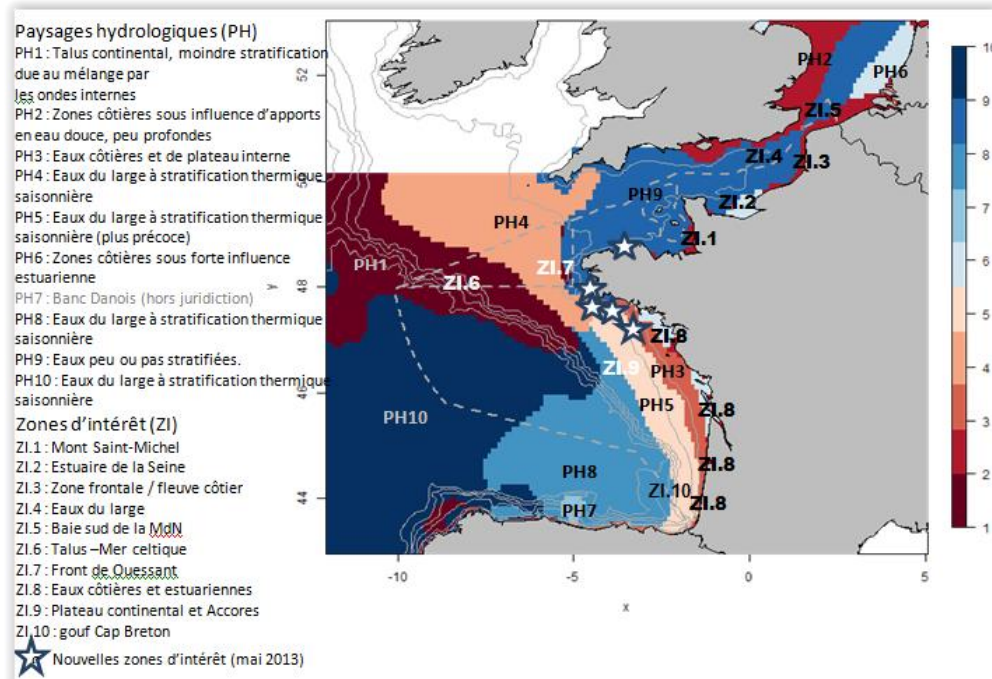 Paysages hydrologiques (PH)
PH1 : Talus continental, moindre stratification
due au mélange par
les ondes internes
PH2 : Zones côtières sous influence d'apports
en eau douce, peu profondes
PH3 : Eaux côtières et de plateau interne
PH4 : Eaux du large à stratification thermique
saisonnière
PH5 : Eaux du large à stratification thermique
saisonnière (plus précoce)
PH6 : Zones côtières sous forte influence
estuarienne
PH7 : Banc Danois (hors juridiction)
PH8 : Eaux du large à stratification thermique
saisonnière
PH9 : Eaux peu ou pas stratifiées.
PH10 : Eaux du large à stratification thermique
saisonnière
Zones d'intérêt (ZI)
ZI.1 : Mont Saint-Michel
ZI.2 : Estuaire de la Seine
ZI.3 : Zone frontale / fleuve côtier
ZI.4 : Eaux du large
ZI.5 : Baie sud de la MdN
ZI.6 : Talus –Mer celtique
ZI.7 : Front de Ouessant
ZI.8 : Eaux côtières et estuariennes
ZI.9 : Plateau continental et Accores
ZI.10 : gouf Cap Breton
Nouvelles zones d'intérêt (mai 2013)
PH2
PH6
ZI.5
ZI.4
ZI.3
PH9
ZI.2
PH4
ZI.1
PH1
ZI.7
ZI.6
ZI.8
ZI.9
PH3
PH5
ZI.8
PH10
PH8
ZI.8
ZI.10
ZI.8
PH7
52
50
48
46
44
y
-10
-5
0
5
x
10
9
8
7
6
5
4
3
2
1